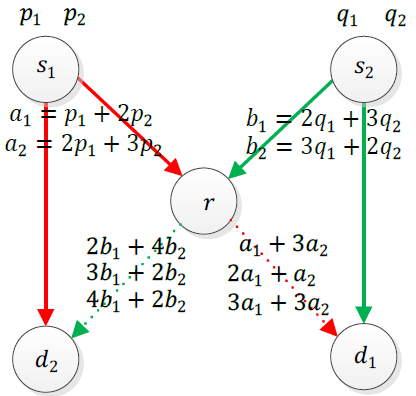 p₁ p₂
q₁ q₂
s₁
s₂
a₁ = p₁ + 2p₂
a₂ = 2p₁ + 3p₂
b₁ = 2q₁ + 3q₂
b₂ = 3q₁ + 2q₂
r
2b₁ + 4b₂
3b₁ + 2b₂
4b₁ + 2b₂
a₁ + 3a₂
2a₁ + a₂
3a₁ + 3a₂
d₂
d₁